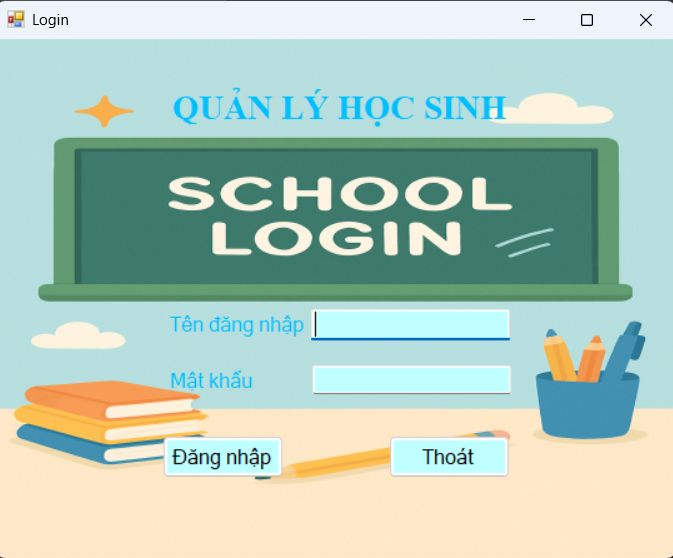 Login
QUẢN LÝ HỌC SINH
SCHOOL
LOGIN
Tên đăng nhập
Mật khẩu
Đăng nhập
Thoát